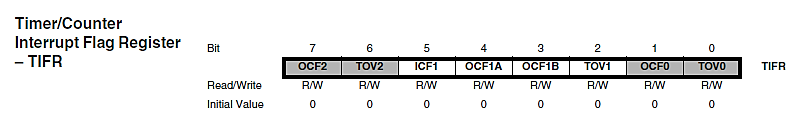 Timer/Counter
Interrupt Flag Register
– TIFR
Bit 7 6 5 4 3 2 1 0
OCF2 TOV2 ICF1 OCF1A OCF1B TOV1 OCF0 TOV0 TIFR
Read/Write R/W R/W R/W R/W R/W R/W R/W R/W
Initial Value 0 0 0 0 0 0 0 0